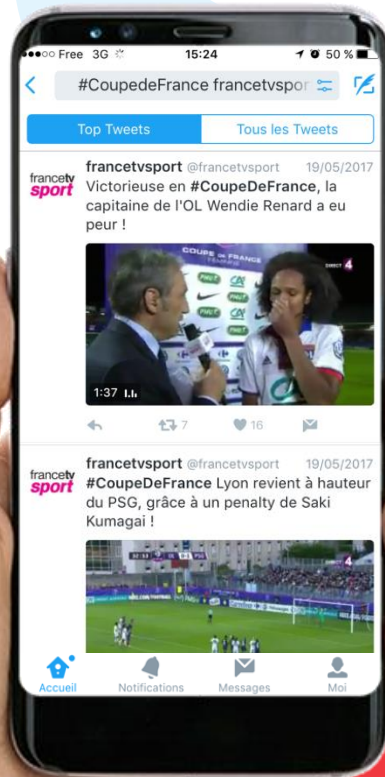 Free 3G 15:24 50 %
#CoupedeFrance francetvspor
Top Tweets Tous les Tweets
francetv
sport
francetvsport @francetvsport 19/05/2017
Victorieuse en #CoupeDeFrance, la
capitaine de l'OL Wendie Renard a eu
peur !
COUPE DE FRANCE
DIRECT 4
1:37
7 16
francetv
sport
francetvsport @francetvsport 19/05/2017
#CoupeDeFrance Lyon revient à hauteur
du PSG, grâce à un penalty de Saki
Kumagai !
Accueil Notifications Messages Moi